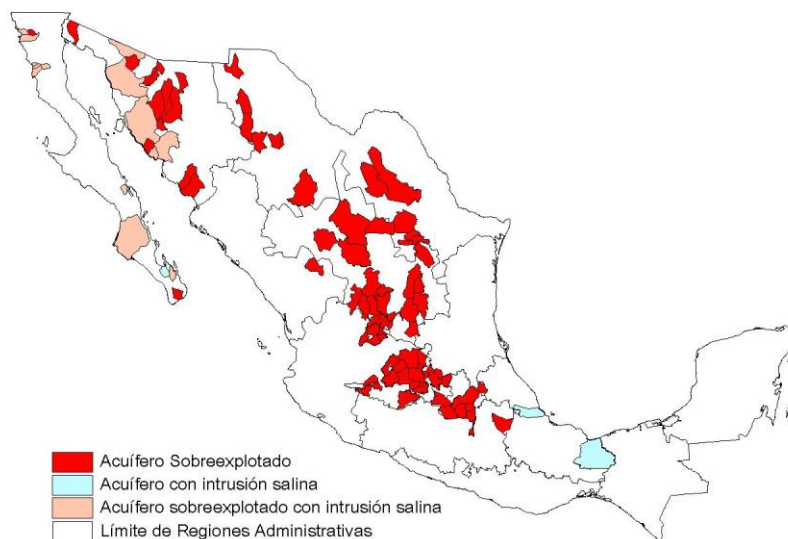 Acuífero Sobreexplotado
Acuífero con intrusión salina
Acuífero sobreexplotado con intrusión salina
Límite de Regiones Administrativas